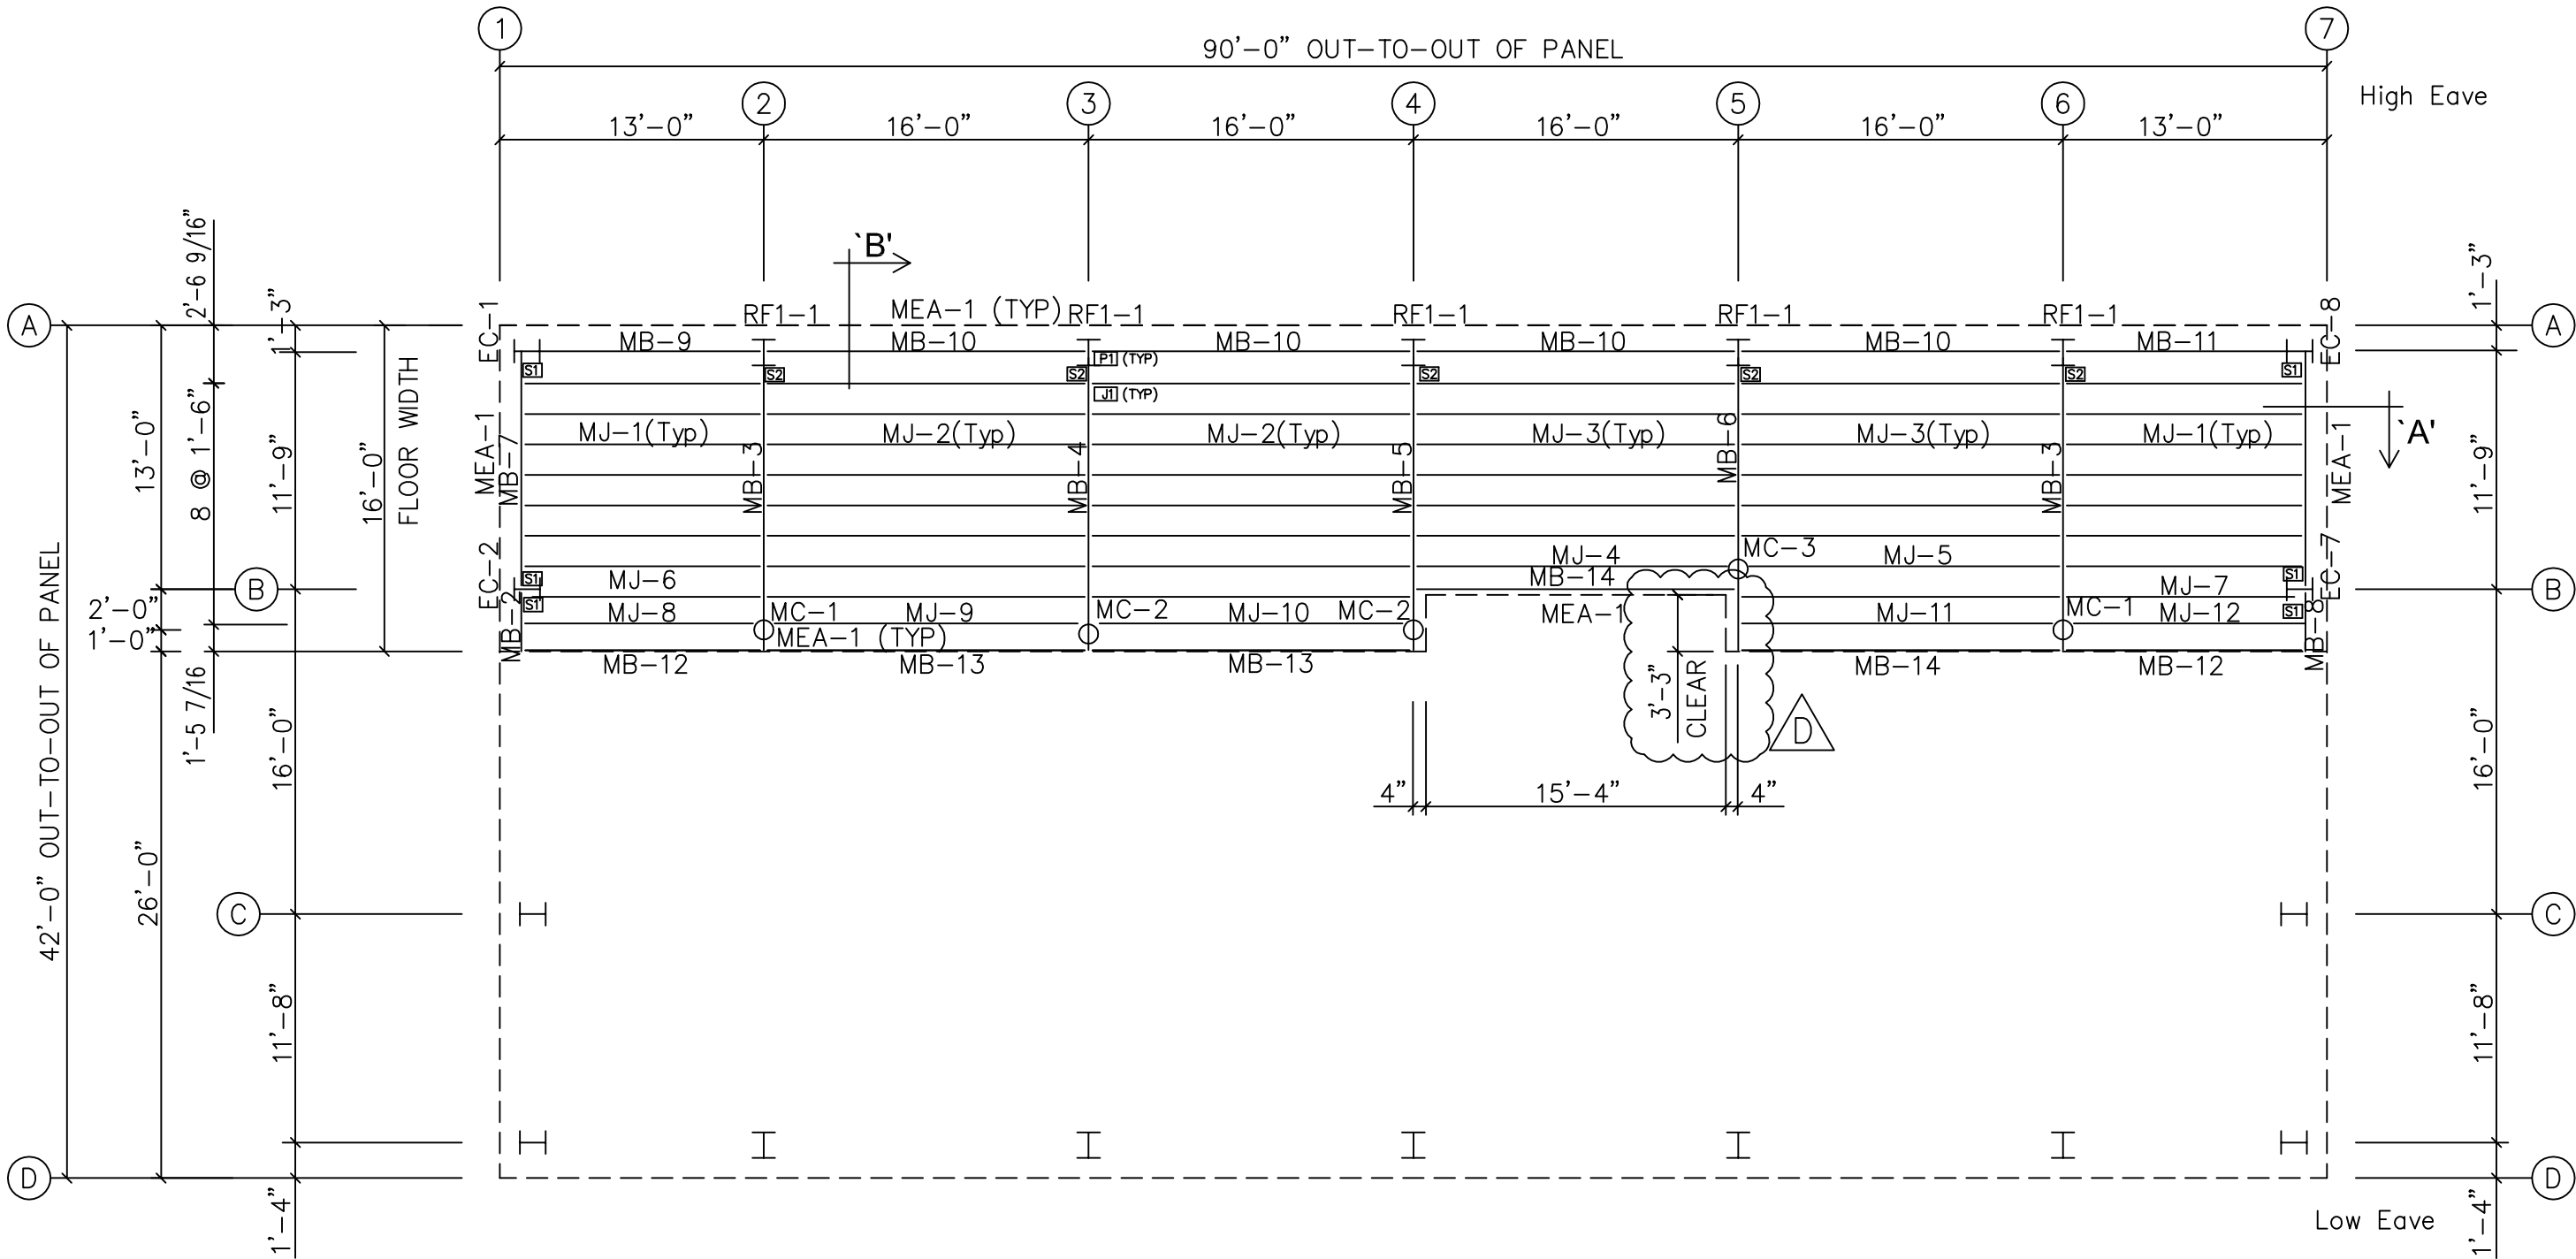 1
7
90'-0" OUT-TO-OUT OF PANEL
High Eave
2
3
4
5
6
13'-0"
16'-0"
16'-0"
16'-0"
16'-0"
13'-0"
`B'
2'-6 9/16"
1'-3"
1'-3"
A
A
EC-1
RF1-1
MEA-1 (TYP)
RF1-1
RF1-1
RF1-1
RF1-1
EC-8
MB-9
MB-10
MB-10
MB-10
MB-10
MB-11
P1 (TYP)
S1
S2
S2
S2
S2
S2
S1
J1 (TYP)
13'-0"
8 @ 1'-6"
11'-9"
16'-0"
FLOOR WIDTH
MEA-1
MB-7
MJ-1(Typ)
MB-3
MJ-2(Typ)
MB-4
MJ-2(Typ)
MB-5
MJ-3(Typ)
MB-6
MJ-3(Typ)
MB-3
MJ-1(Typ)
MEA-1
`A'
11'-9"
MC-3
MJ-4
MJ-5
EC-2
S1
MJ-6
MB-14
S1
MJ-7
EC-7
B
B
2'-0"
1'-0"
MB-2
S1
MJ-8
MC-1
MJ-9
MC-2
MJ-10
MC-2
MEA-1
MJ-11
MC-1
MJ-12
S1
MB-8
MEA-1 (TYP)
MB-12
MB-13
MB-13
MB-14
MB-12
3'-3"
CLEAR
D
1'-5 7/16
42'-0" OUT-TO-OUT OF PANEL
26'-0"
16'-0"
16'-0"
4"
15'-4"
4"
C
C
11'-8"
11'-8"
D
D
1'-4"
1'-4"
Low Eave